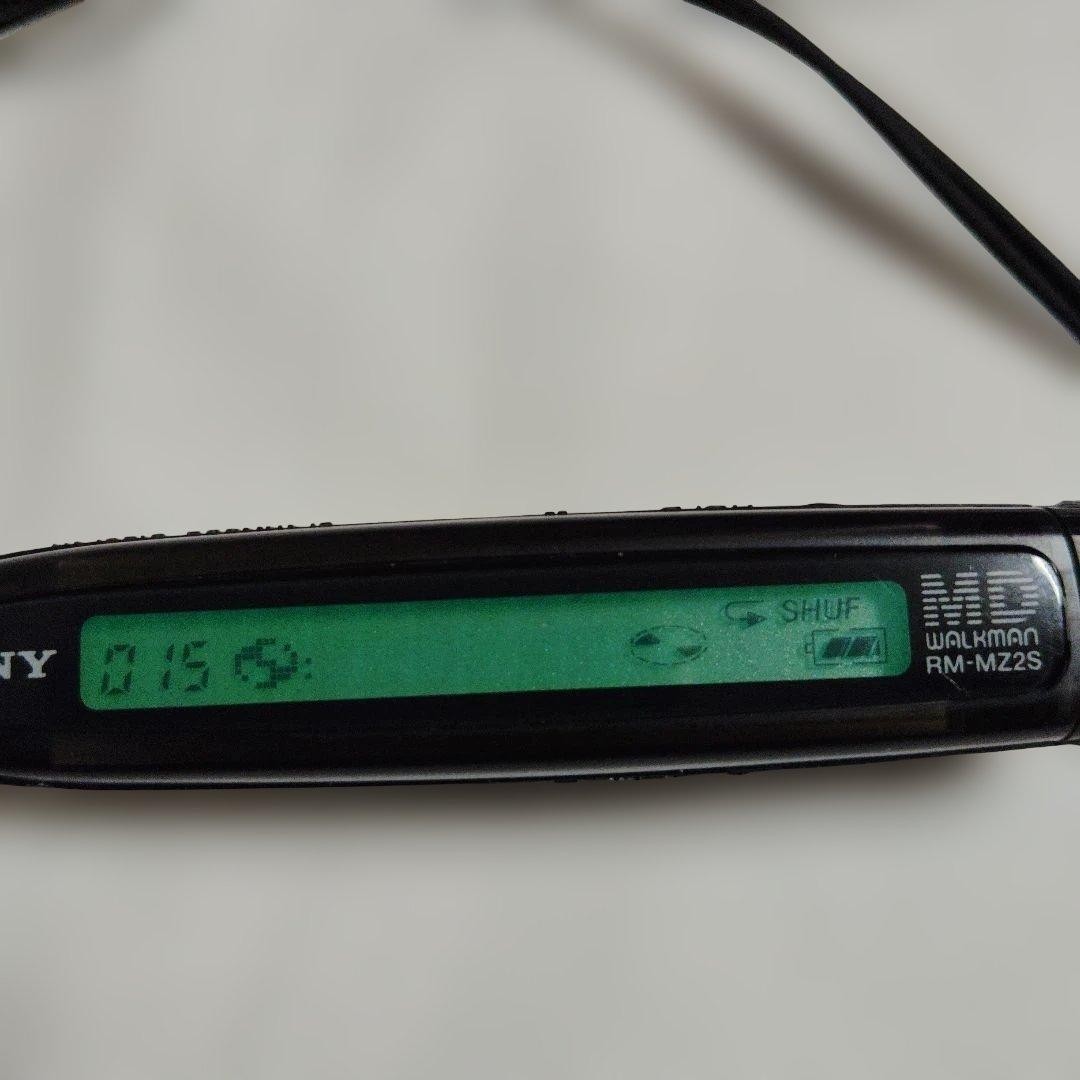 NY
015
SHUF
MD
WALKMAN
RM-MZ2S